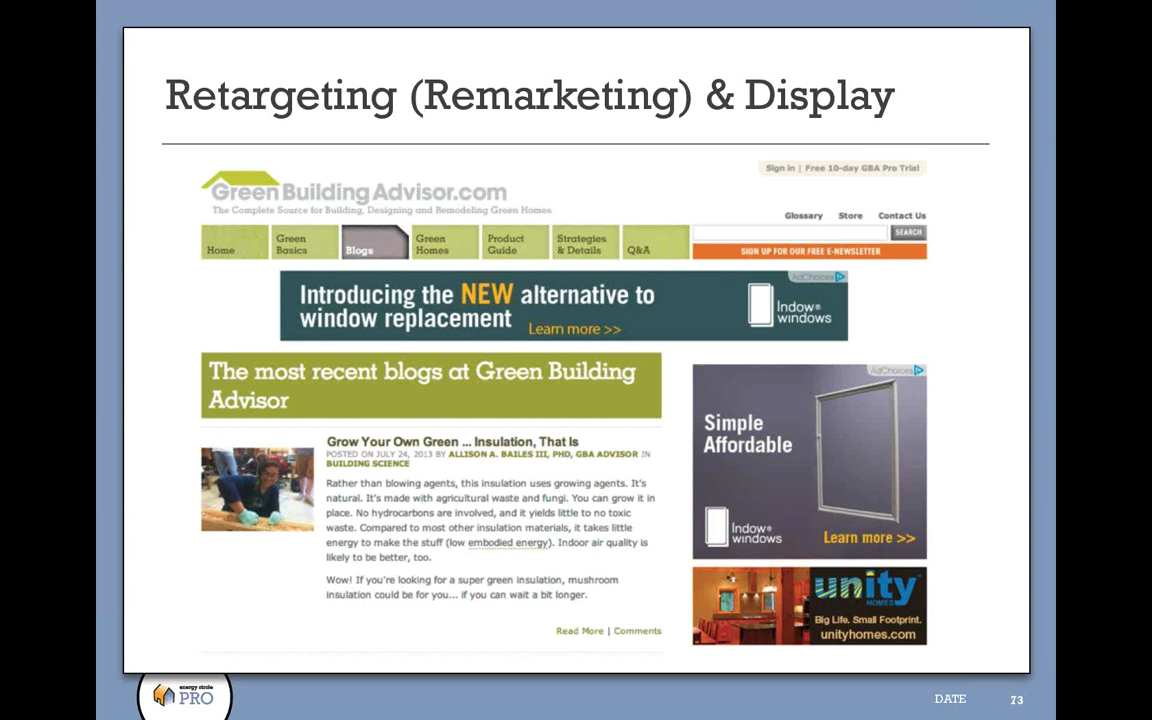 Retargeting (Remarketing) & Display
Sign in | Free 10-day GBA Pro Trial
GreenBuildingAdvisor.com
The Complete Source for Building, Designing and Remodeling Green Homes
Glossary Store Contact Us
Home
Green
Basics
Blogs
Green
Homes
Product
Guide
Strategies
& Details
Q&A
SEARCH
SIGN UP FOR OUR FREE E-NEWSLETTER
AdChoices
Introducing the NEW alternative to
window replacement Learn more >>
Indow®
windows
The most recent blogs at Green Building
Advisor
Grow Your Own Green ... Insulation, That Is
POSTED ON JULY 24, 2013 BY ALLISON A. BAILES III, PHD, GBA ADVISOR IN
BUILDING SCIENCE
Rather than blowing agents, this insulation uses growing agents. It's
natural. It's made with agricultural waste and fungi. You can grow it in
place. No hydrocarbons are involved, and it yields little to no toxic
waste. Compared to most other insulation materials, it takes little
energy to make the stuff (low embodied energy). Indoor air quality is
likely to be better, too.
Wow! If you're looking for a super green insulation, mushroom
insulation could be for you... if you can wait a bit longer.
Read More | Comments
AdChoices
Simple
Affordable
Indow®
windows
Learn more >>
unity
HOMES
Big Life. Small Footprint.
unityhomes.com
energy circle
PRO
DATE
73